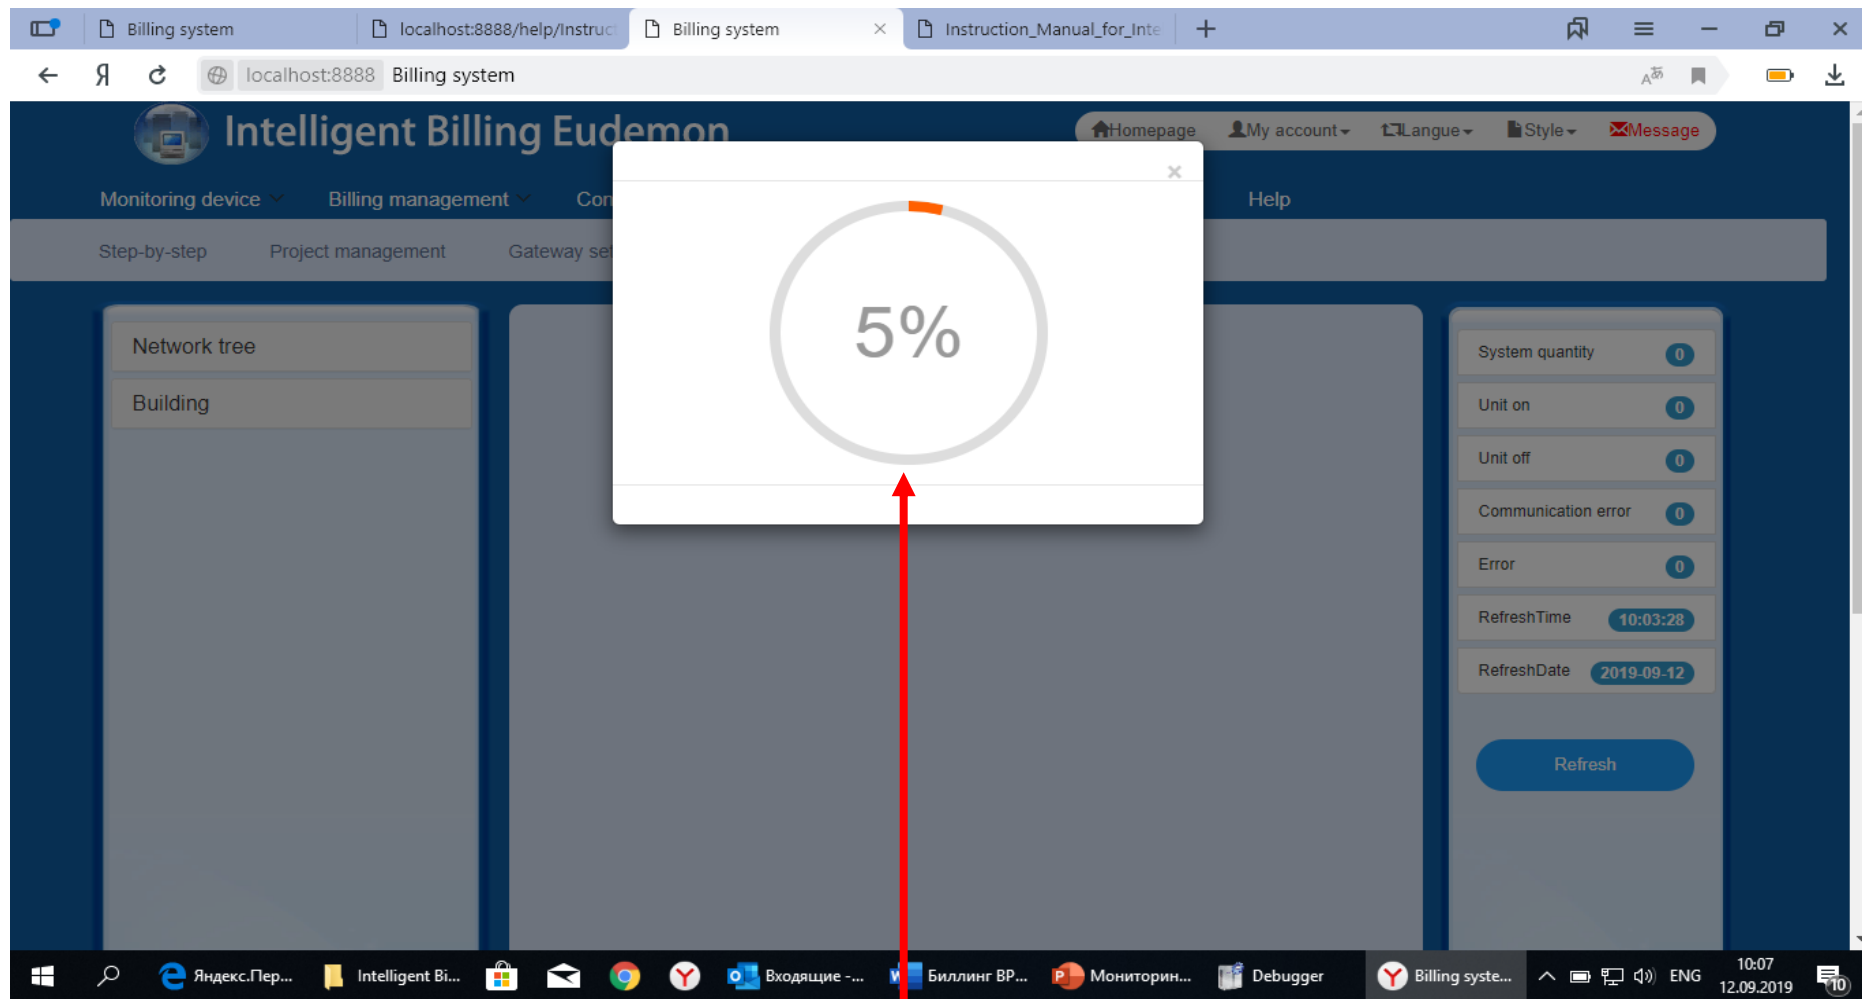 Billing system
localhost:8888/help/Instruc
Billing system
Instruction_Manual_for_Inte
localhost:8888 Billing system
Intelligent Billing Eudemon
Homepage My account Langue Style Message
Monitoring device Billing management Con Help
Step-by-step Project management Gateway set
5%
Network tree
Building
System quantity 0
Unit on 0
Unit off 0
Communication error 0
Error 0
RefreshTime 10:03:28
RefreshDate 2019-09-12
Refresh
Яндекс.Пер... Intelligent Bi... Входящие -... Биллинг ВР... Мониторин... Debugger Billing syste... ENG 10:07
12.09.2019 10